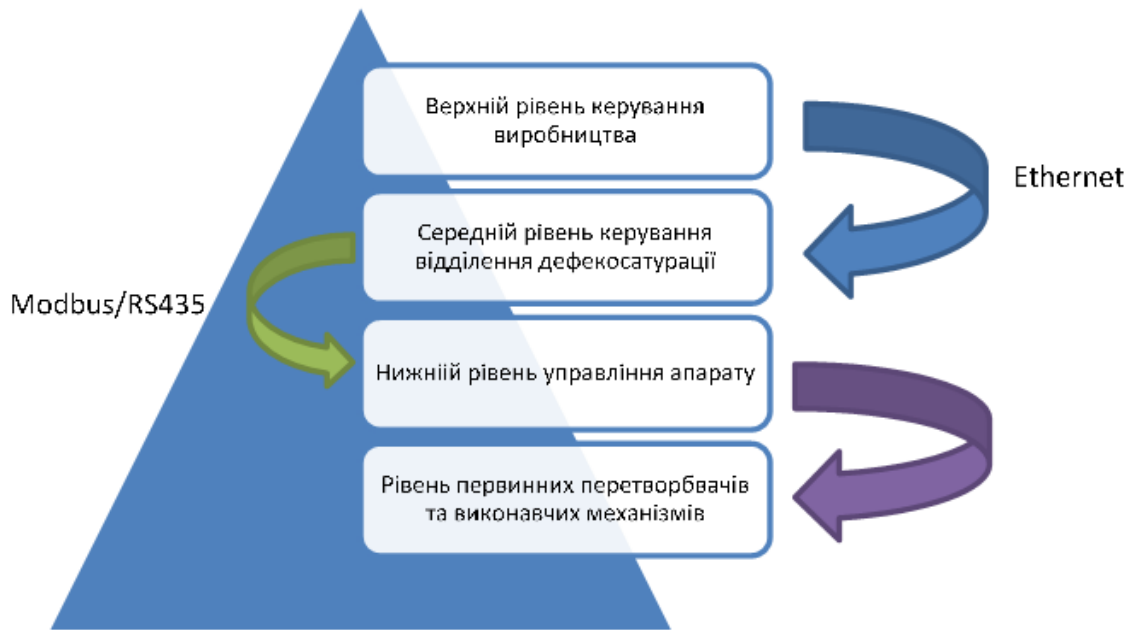 Верхній рівень керування
виробництва
Ethernet
Середній рівень керування
відділення дефекосатурації
Modbus/RS435
Нижніій рівень управління апарату
Рівень первинних перетворбвачів
та виконавчих механізмів